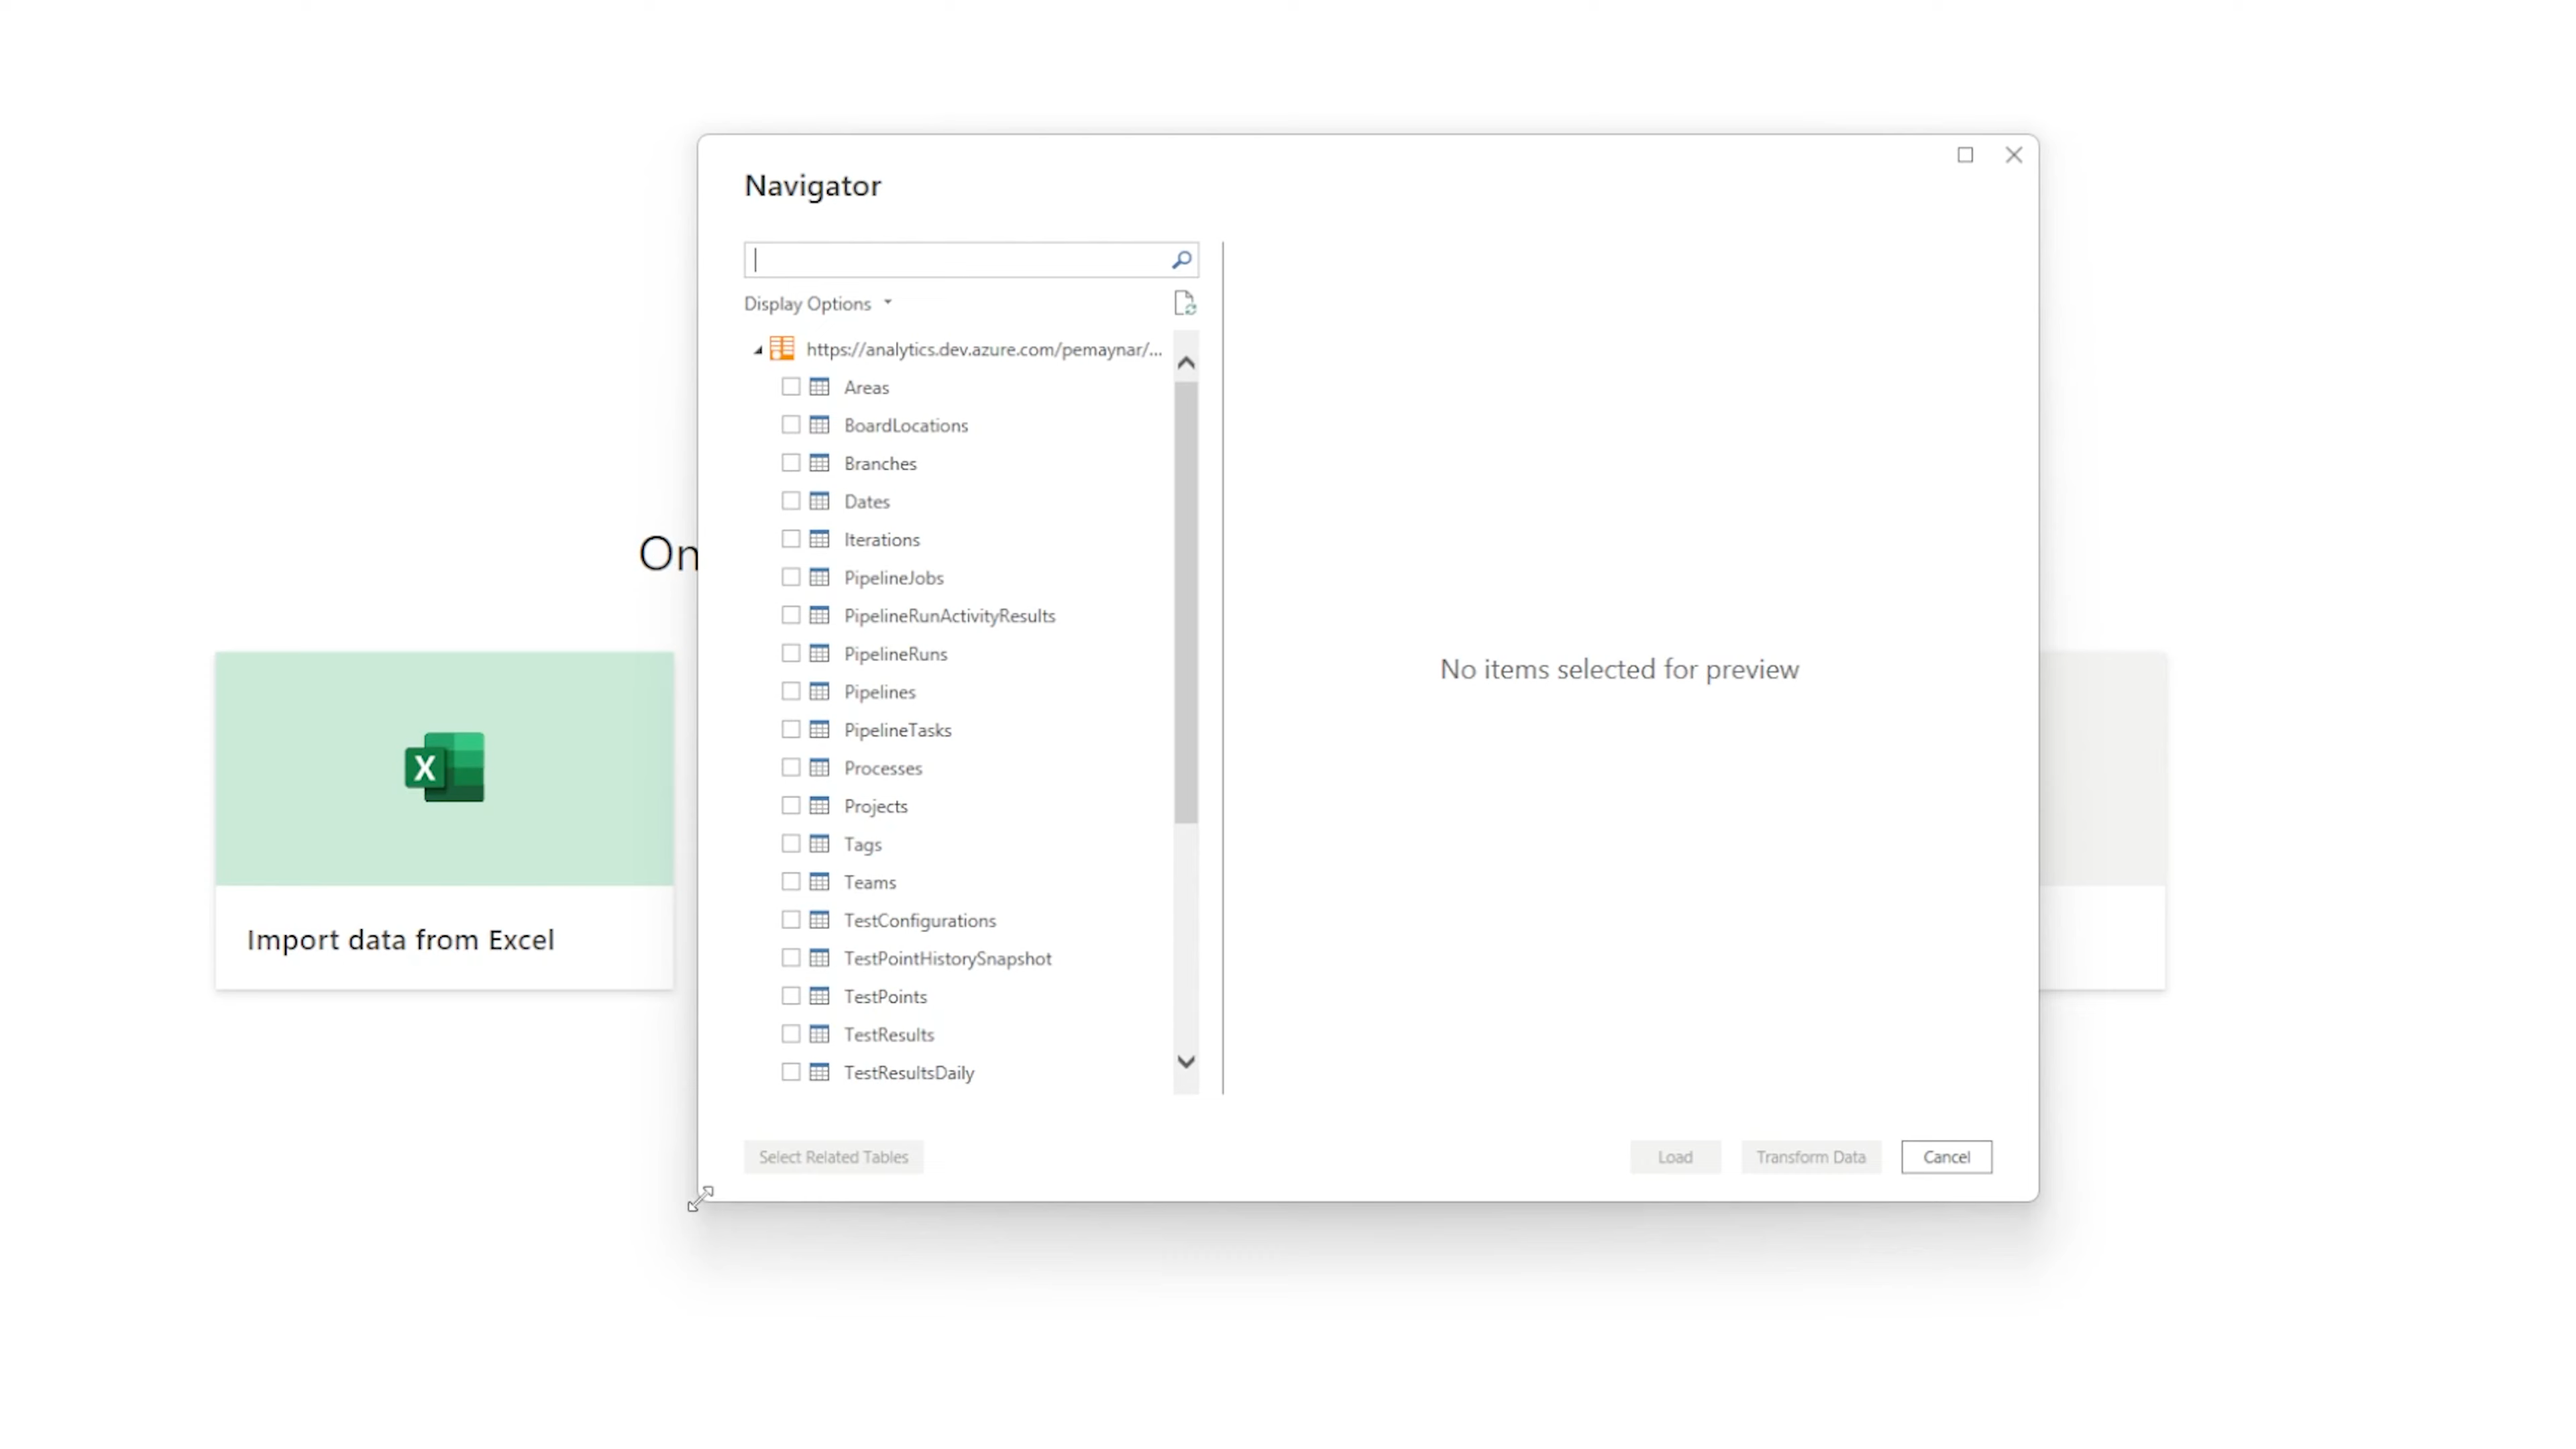 Navigator
Display Options
https://analytics.dev.azure.com/pemaynar/...
Areas
BoardLocations
Branches
Dates
Iterations
PipelineJobs
PipelineRunActivityResults
PipelineRuns
Pipelines
PipelineTasks
Processes
Projects
Tags
Teams
TestConfigurations
TestPointHistorySnapshot
TestPoints
TestResults
TestResultsDaily
No items selected for preview
Select Related Tables
Load
Transform Data
Cancel
On
X
Import data from Excel